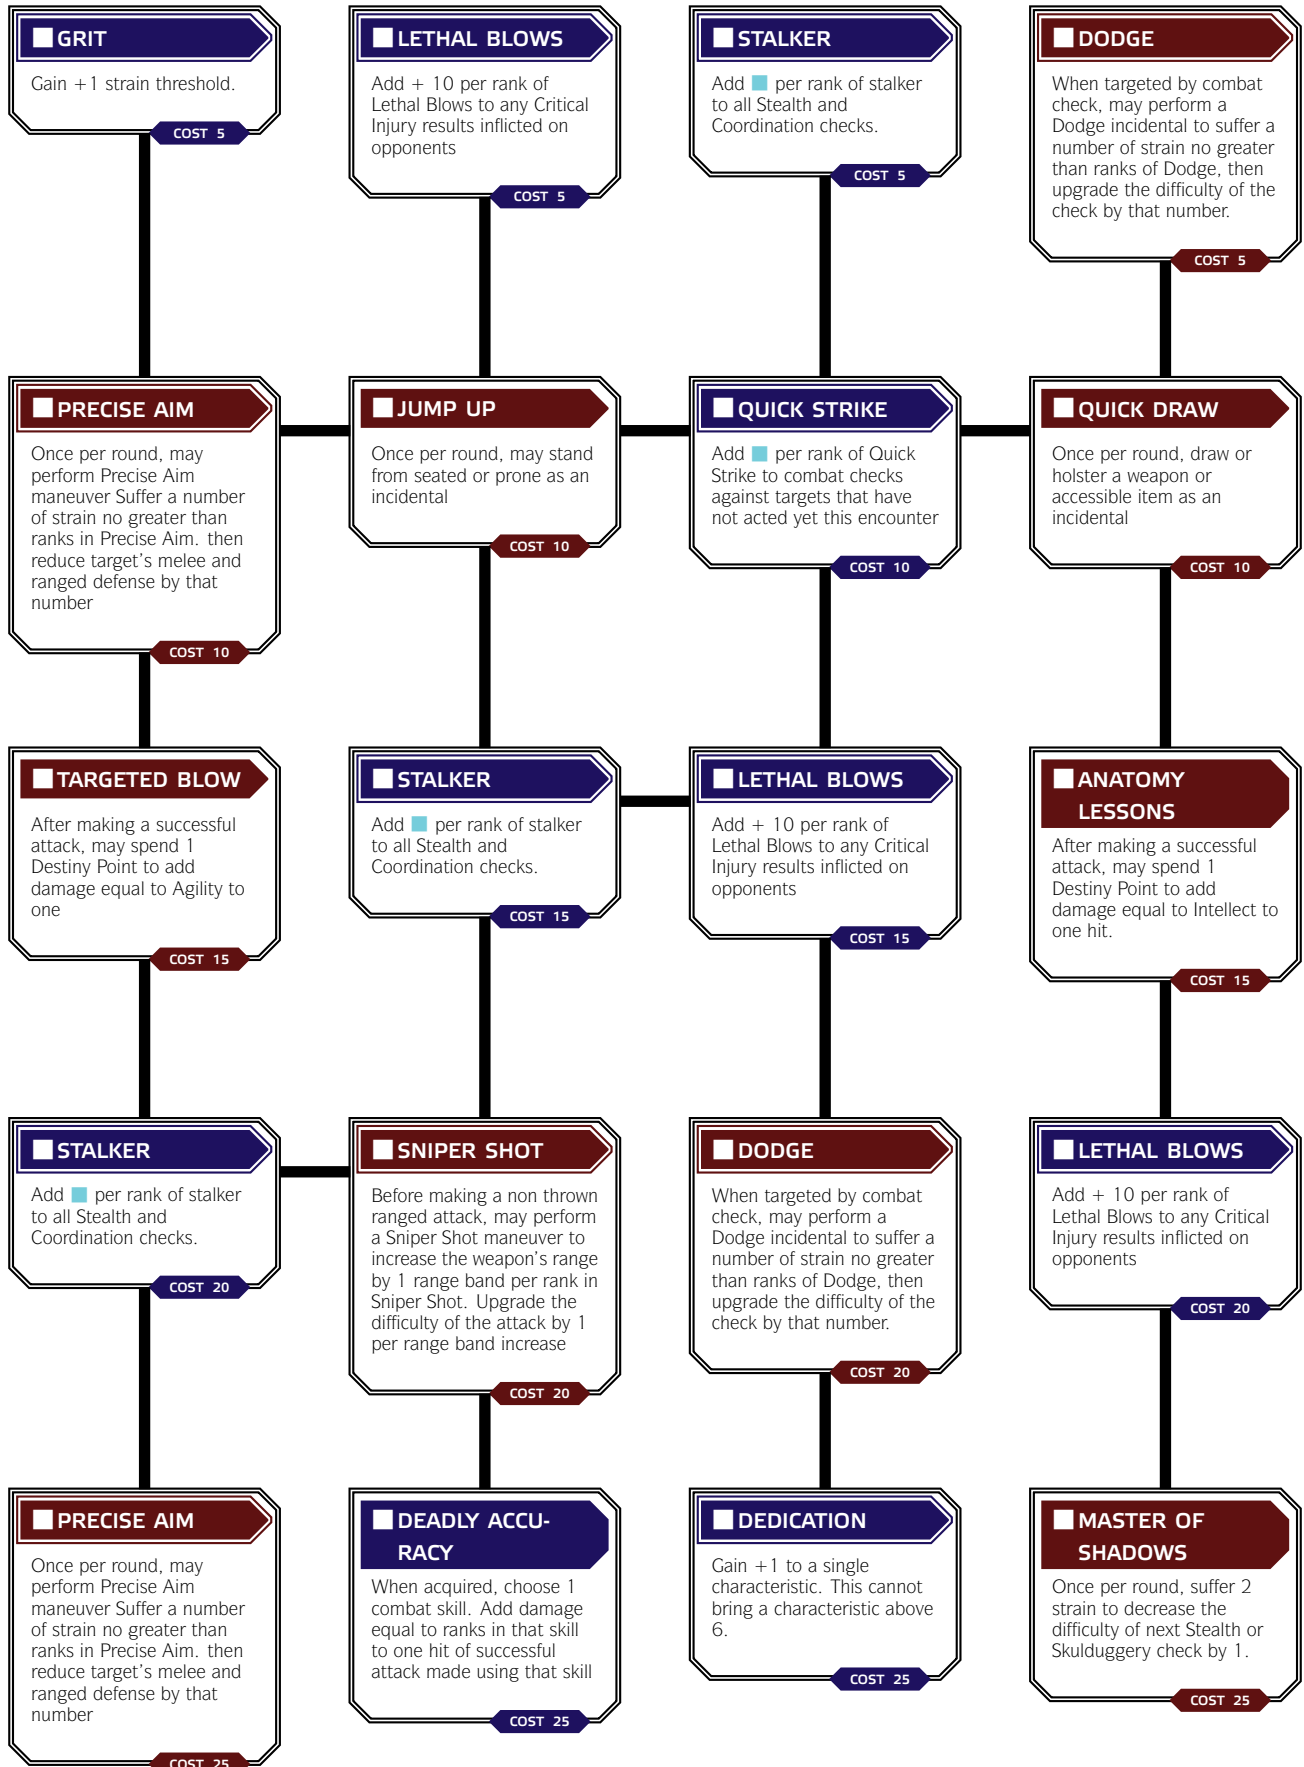 GRIT
Gain +1 strain threshold.
COST 5
LETHAL BLOWS
Add + 10 per rank of
Lethal Blows to any Critical
Injury results inflicted on
opponents
COST 5
STALKER
Add per rank of stalker
to all Stealth and
Coordination checks.
COST 5
DODGE
When targeted by combat
check, may perform a
Dodge incidental to suffer a
number of strain no greater
than ranks of Dodge, then
upgrade the difficulty of the
check by that number.
COST 5
PRECISE AIM
Once per round, may
perform Precise Aim
maneuver Suffer a number
of strain no greater than
ranks in Precise Aim. then
reduce target's melee and
ranged defense by that
number
COST 10
JUMP UP
Once per round, may stand
from seated or prone as an
incidental
COST 10
QUICK STRIKE
Add per rank of Quick
Strike to combat checks
against targets that have
not acted yet this encounter
COST 10
QUICK DRAW
Once per round, draw or
holster a weapon or
accessible item as an
incidental
COST 10
TARGETED BLOW
After making a successful
attack, may spend 1
Destiny Point to add
damage equal to Agility to
one
COST 15
STALKER
Add per rank of stalker
to all Stealth and
Coordination checks.
COST 15
LETHAL BLOWS
Add + 10 per rank of
Lethal Blows to any Critical
Injury results inflicted on
opponents
COST 15
ANATOMY
LESSONS
After making a successful
attack, may spend 1
Destiny Point to add
damage equal to Intellect to
one hit.
COST 15
STALKER
Add per rank of stalker
to all Stealth and
Coordination checks.
COST 20
SNIPER SHOT
Before making a non thrown
ranged attack, may perform
a Sniper Shot maneuver to
increase the weapon's range
by 1 range band per rank in
Sniper Shot. Upgrade the
difficulty of the attack by 1
per range band increase
COST 20
DODGE
When targeted by combat
check, may perform a
Dodge incidental to suffer a
number of strain no greater
than ranks of Dodge, then
upgrade the difficulty of the
check by that number.
COST 20
LETHAL BLOWS
Add + 10 per rank of
Lethal Blows to any Critical
Injury results inflicted on
opponents
COST 20
PRECISE AIM
Once per round, may
perform Precise Aim
maneuver Suffer a number
of strain no greater than
ranks in Precise Aim. then
reduce target's melee and
ranged defense by that
number
COST 25
DEADLY ACCU-
RACY
When acquired, choose 1
combat skill. Add damage
equal to ranks in that skill
to one hit of successful
attack made using that skill
COST 25
DEDICATION
Gain +1 to a single
characteristic. This cannot
bring a characteristic above
6.
COST 25
MASTER OF
SHADOWS
Once per round, suffer 2
strain to decrease the
difficulty of next Stealth or
Skulduggery check by 1.
COST 25